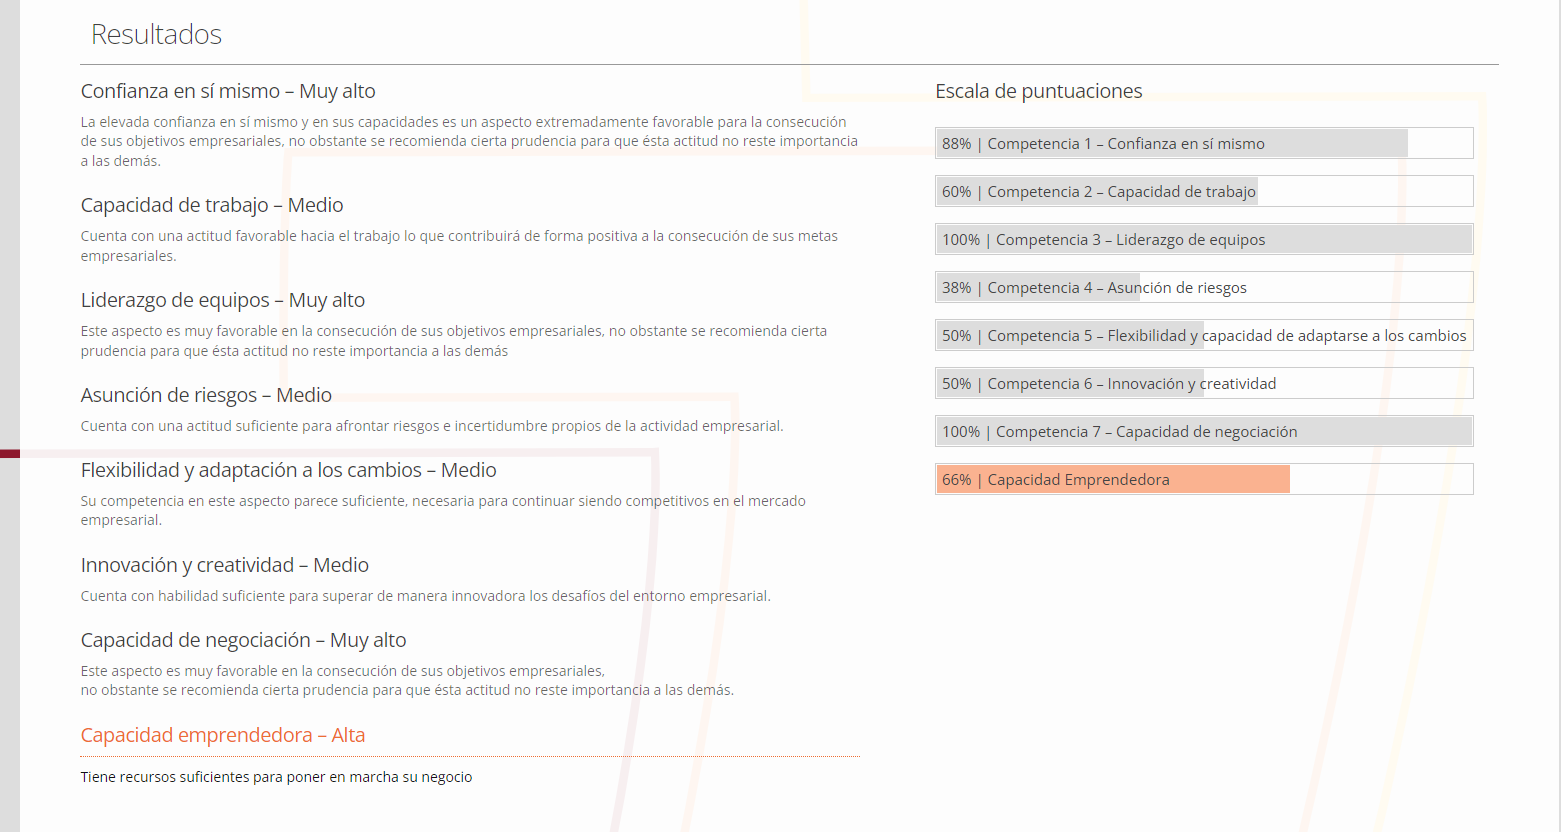 Resultados
Confianza en sí mismo – Muy alto
La elevada confianza en sí mismo y en sus capacidades es un aspecto extremadamente favorable para la consecución
de sus objetivos empresariales, no obstante se recomienda cierta prudencia para que ésta actitud no reste importancia
a las demás.
Capacidad de trabajo – Medio
Cuenta con una actitud favorable hacia el trabajo lo que contribuirá de forma positiva a la consecución de sus metas
empresariales.
Liderazgo de equipos – Muy alto
Este aspecto es muy favorable en la consecución de sus objetivos empresariales, no obstante se recomienda cierta
prudencia para que ésta actitud no reste importancia a las demás
Asunción de riesgos – Medio
Cuenta con una actitud suficiente para afrontar riesgos e incertidumbre propios de la actividad empresarial.
Flexibilidad y adaptación a los cambios – Medio
Su competencia en este aspecto parece suficiente, necesaria para continuar siendo competitivos en el mercado
empresarial.
Innovación y creatividad – Medio
Cuenta con habilidad suficiente para superar de manera innovadora los desafíos del entorno empresarial.
Capacidad de negociación – Muy alto
Este aspecto es muy favorable en la consecución de sus objetivos empresariales,
no obstante se recomienda cierta prudencia para que ésta actitud no reste importancia a las demás.
Capacidad emprendedora – Alta
Tiene recursos suficientes para poner en marcha su negocio
Escala de puntuaciones
88% | Competencia 1 – Confianza en sí mismo
60% | Competencia 2 – Capacidad de trabajo
100% | Competencia 3 – Liderazgo de equipos
38% | Competencia 4 – Asunción de riesgos
50% | Competencia 5 – Flexibilidad y capacidad de adaptarse a los cambios
50% | Competencia 6 – Innovación y creatividad
100% | Competencia 7 – Capacidad de negociación
66% | Capacidad Emprendedora